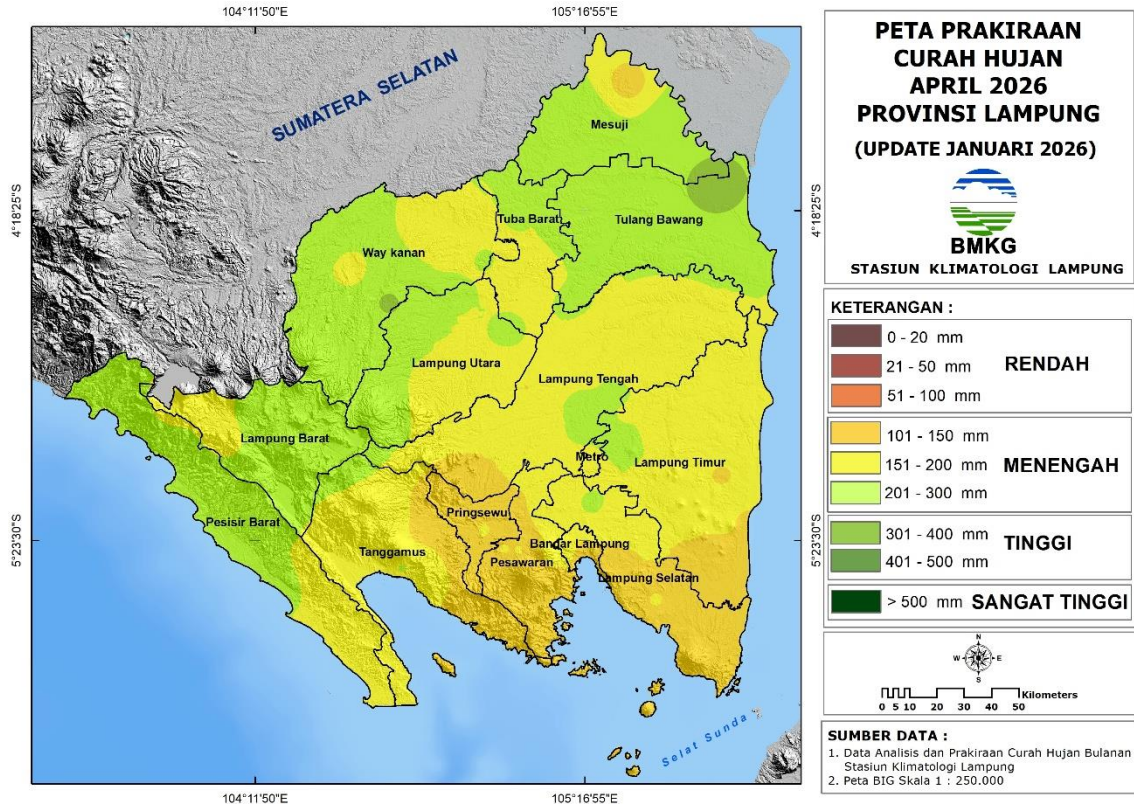 PETA PRAKIRAAN
CURAH HUJAN
APRIL 2026
PROVINSI LAMPUNG
(UPDATE JANUARI 2026)
BMKG
STASIUN KLIMATOLOGI LAMPUNG
KETERANGAN :
0 - 20 mm
21 - 50 mm
51 - 100 mm
RENDAH
101 - 150 mm
151 - 200 mm
201 - 300 mm
MENENGAH
301 - 400 mm
401 - 500 mm
TINGGI
> 500 mm
SANGAT TINGGI
N
W
E
S
0 5 10 20 30 40 50
Kilometers
SUMBER DATA :
1. Data Analisis dan Prakiraan Curah Hujan Bulanan
Stasiun Klimatologi Lampung
2. Peta BIG Skala 1 : 250.000
104°11'50"E
105°16'55"E
4°18'25"S
4°18'25"S
5°23'30"S
5°23'30"S
104°11'50"E
105°16'55"E
SUMATERA SELATAN
Mesuji
Tuba Barat
Tulang Bawang
Way kanan
Lampung Utara
Lampung Tengah
Lampung Barat
Metro
Lampung Timur
Pesisir Barat
Pringsewu
Tanggamus
Bandar Lampung
Pesawaran
Lampung Selatan
Selat Sunda